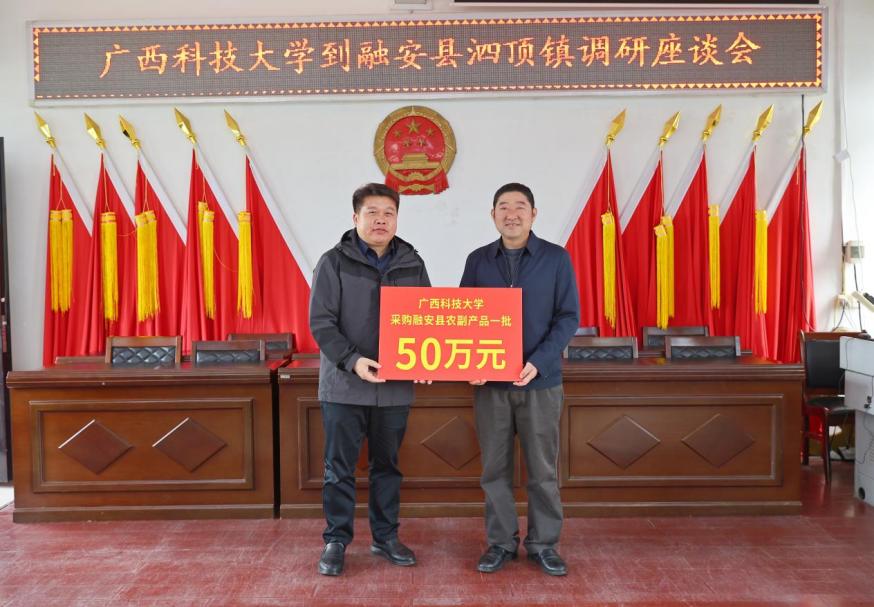 广西科技大学到融安县泗顶镇调研座谈会
广西科技大学
采购融安县农副产品一批
50万元